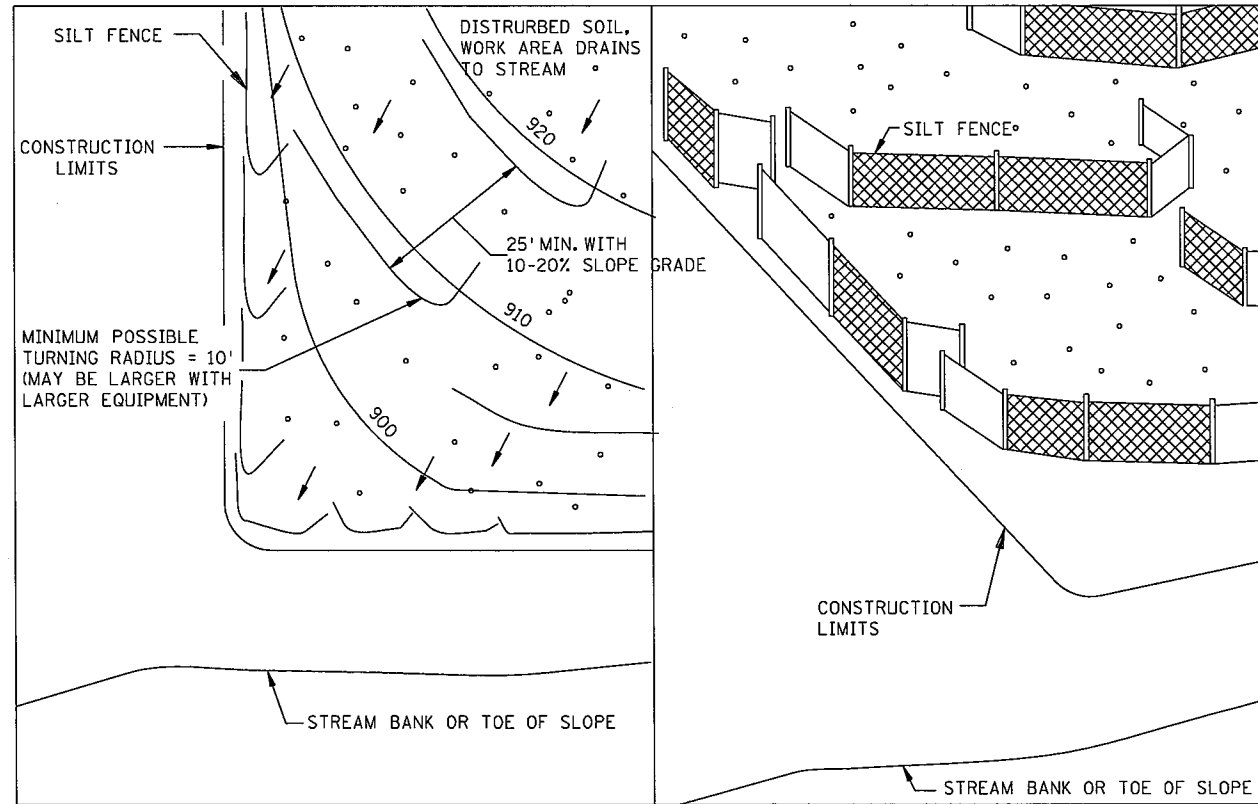 SILT FENCE
DISTRURBED SOIL,
WORK AREA DRAINS
TO STREAM
CONSTRUCTION
LIMITS
920
25' MIN. WITH
10-20% SLOPE GRADE
910
MINIMUM POSSIBLE
TURNING RADIUS = 10'
(MAY BE LARGER WITH
LARGER EQUIPMENT)
900
STREAM BANK OR TOE OF SLOPE
SILT FENCE
CONSTRUCTION
LIMITS
STREAM BANK OR TOE OF SLOPE